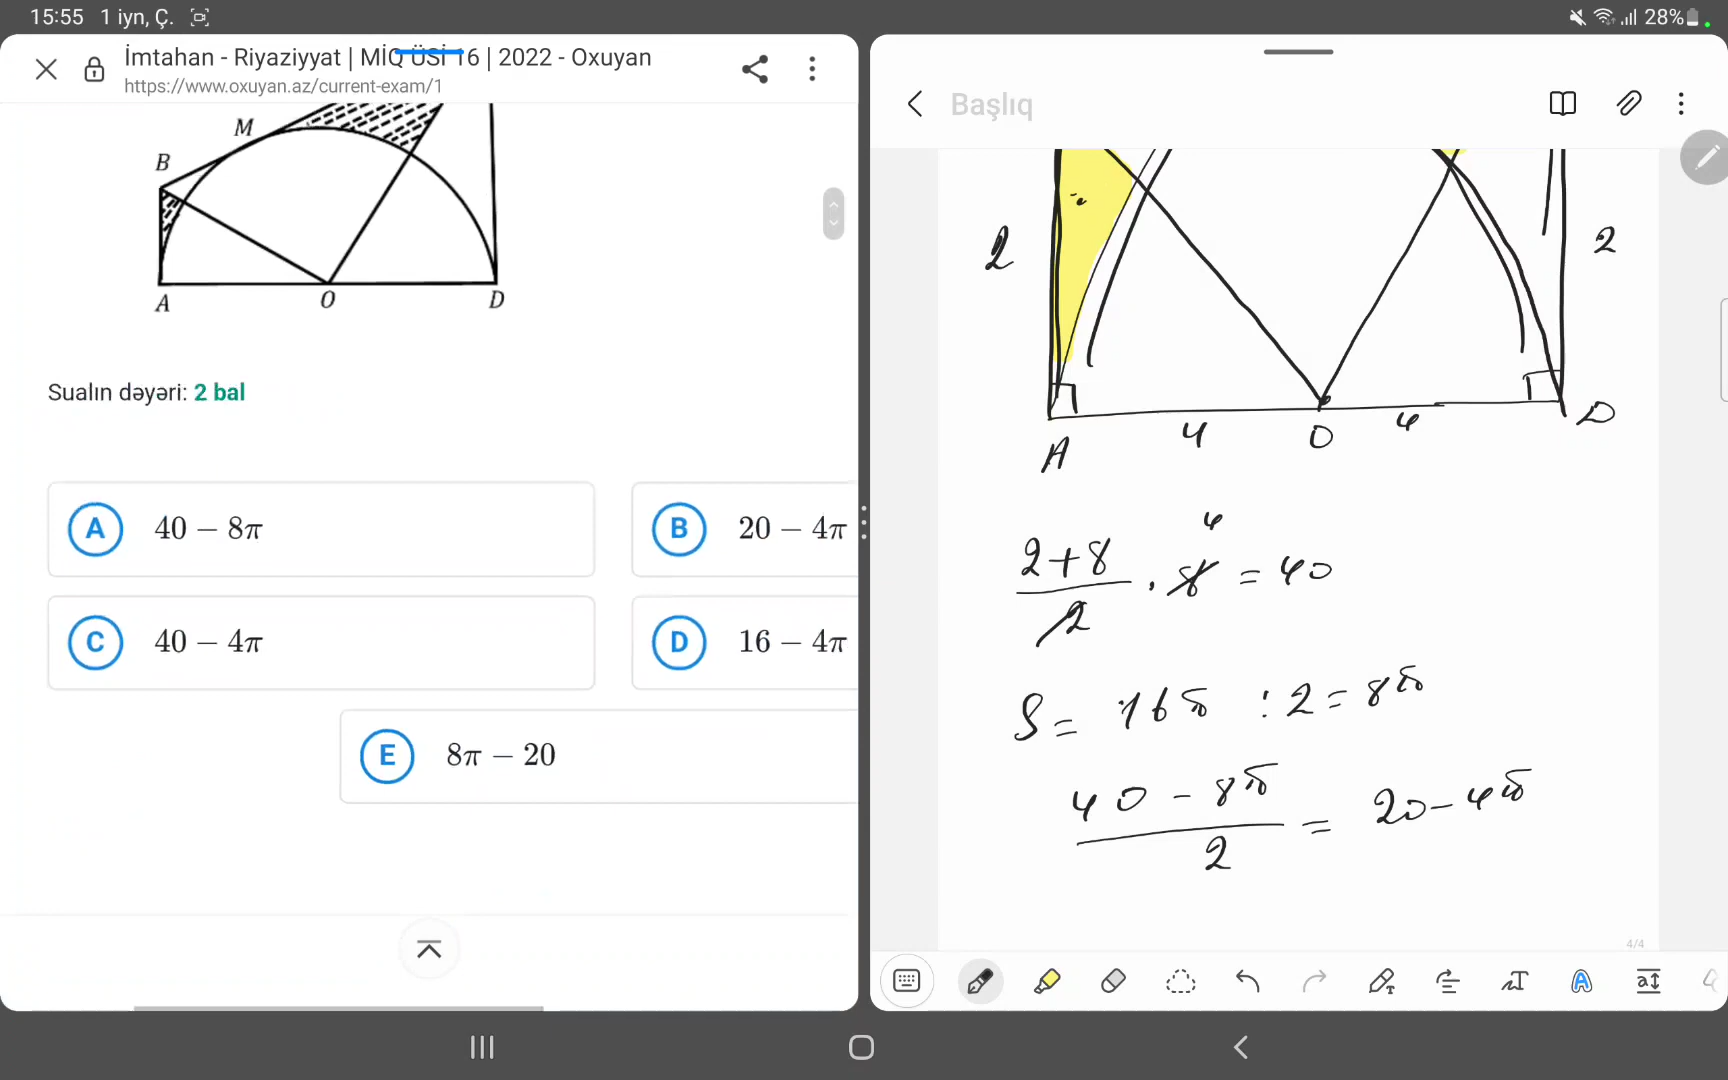 15:55 1 iyn, Ç. 28%
İmtahan - Riyaziyyat | MİQ ÜSİ 16 | 2022 - Oxuyan
https://www.oxuyan.az/current-exam/1
M
B
A O D
Sualın dəyəri: 2 bal
A 40 − 8π
B 20 − 4π
C 40 − 4π
D 16 − 4π
E 8π − 20
Başlıq
2 2
A 4 O 4 D
4
2+8
/2 · 8 = 40
S = 16π : 2 = 8π
40 - 8π
/2 = 20 - 4π
4/4